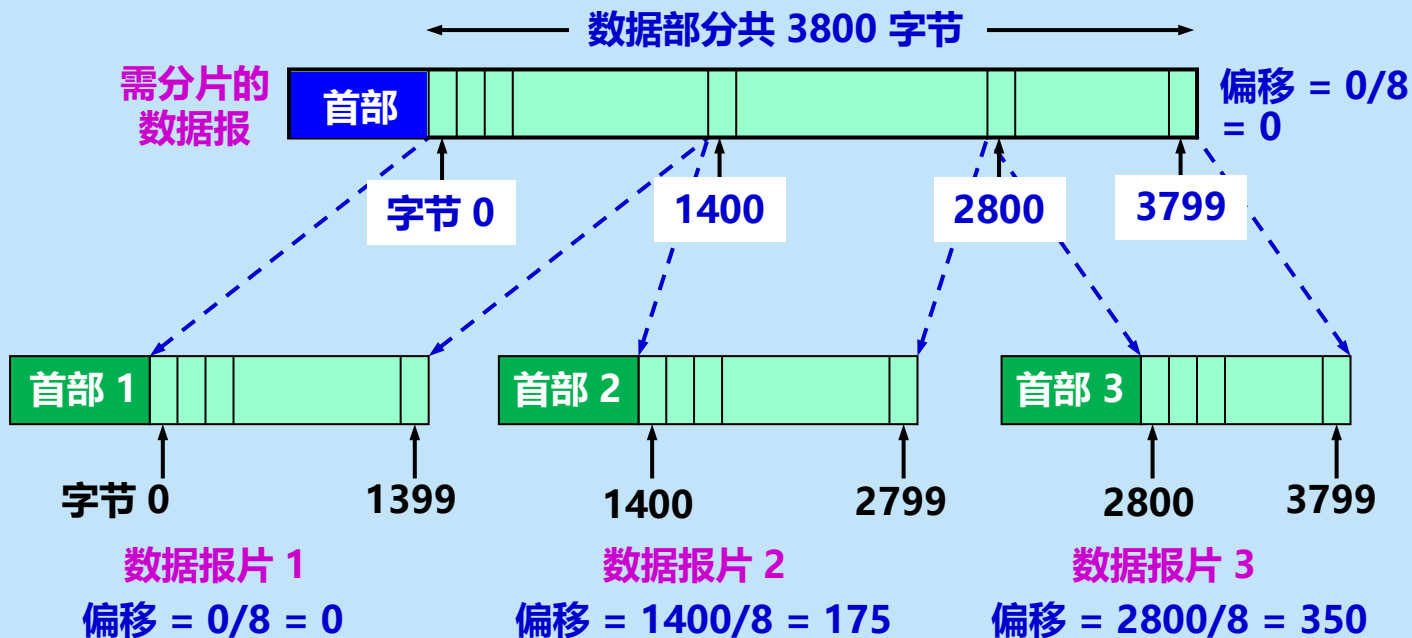 数据部分共 3800 字节
需分片的
数据报
首部
偏移 = 0/8
= 0
字节 0
1400
2800
3799
首部 1
首部 2
首部 3
字节 0
1399
1400
2799
2800
3799
数据报片 1
数据报片 2
数据报片 3
偏移 = 0/8 = 0
偏移 = 1400/8 = 175
偏移 = 2800/8 = 350